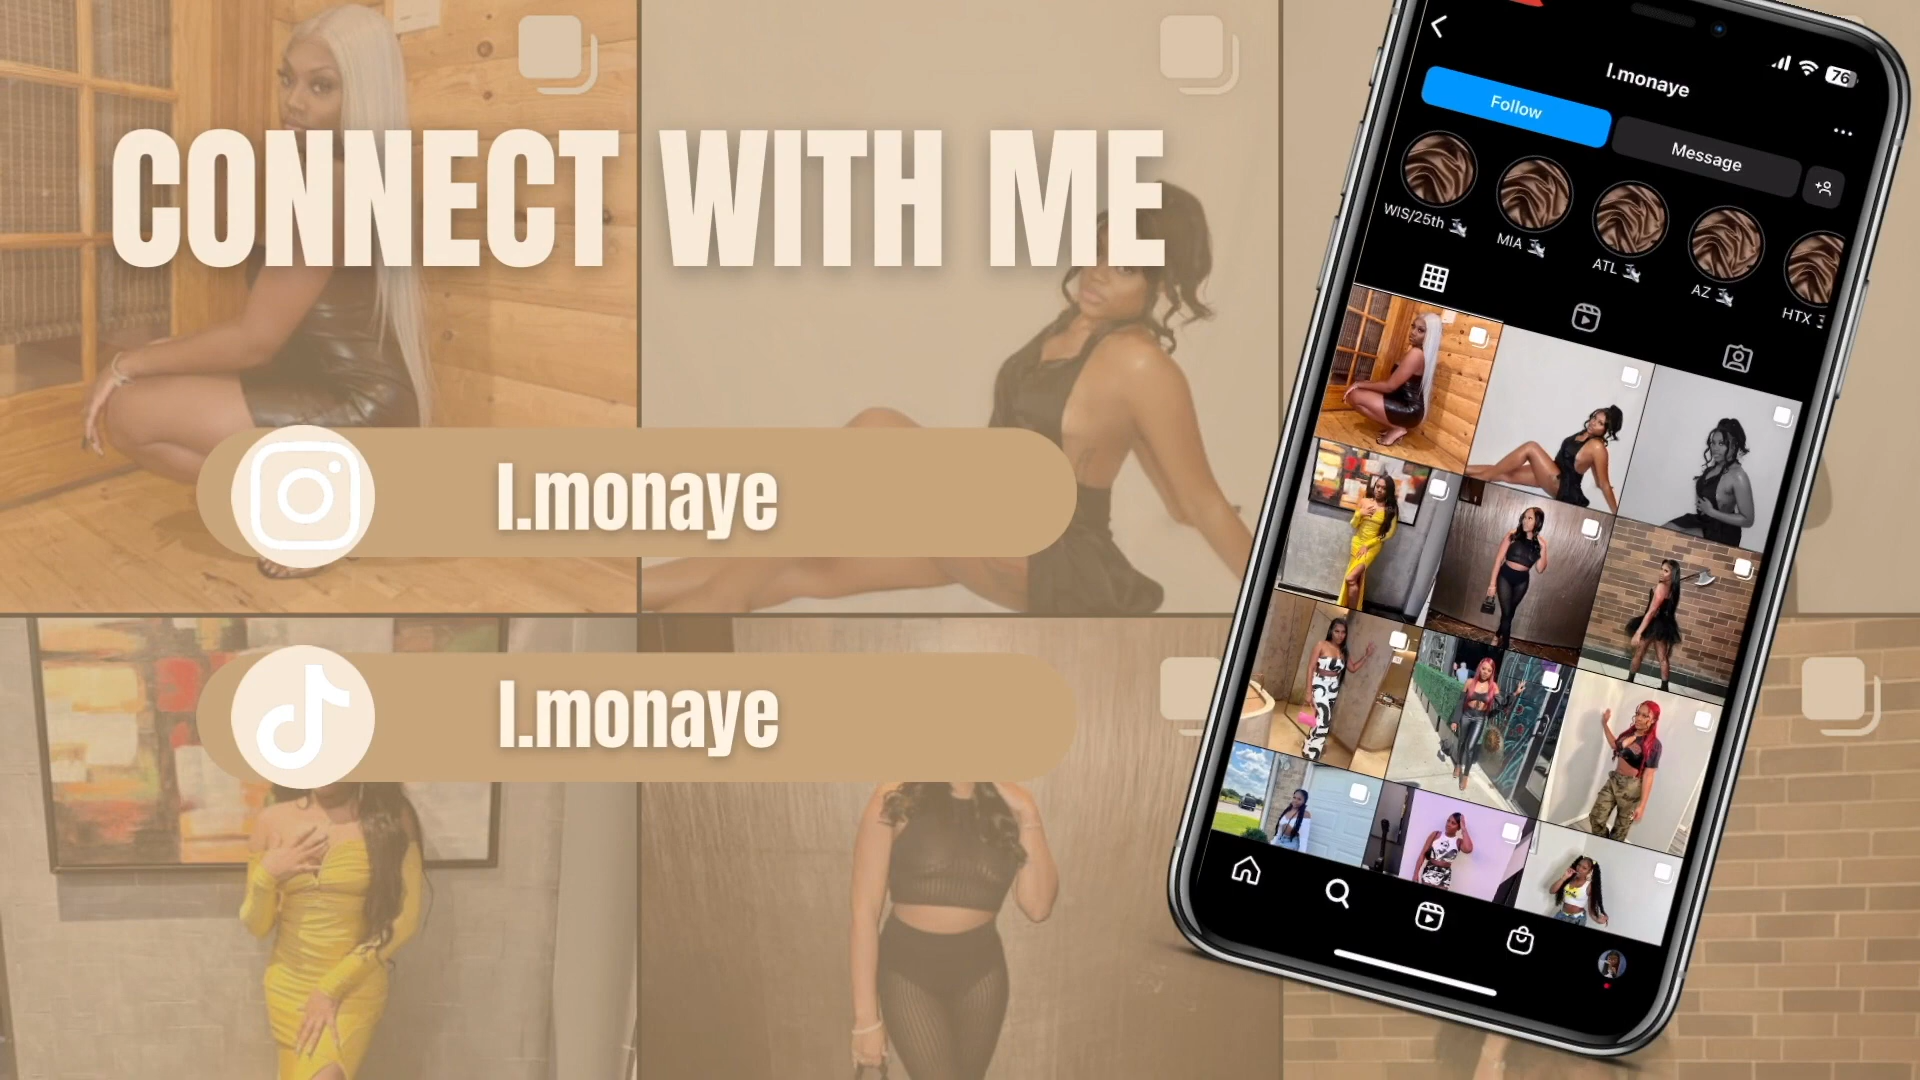 CONNECT WITH ME
l.monaye
l.monaye
76
l.monaye
Follow
Message
WIS/25th
MIA
ATL
AZ
HTX